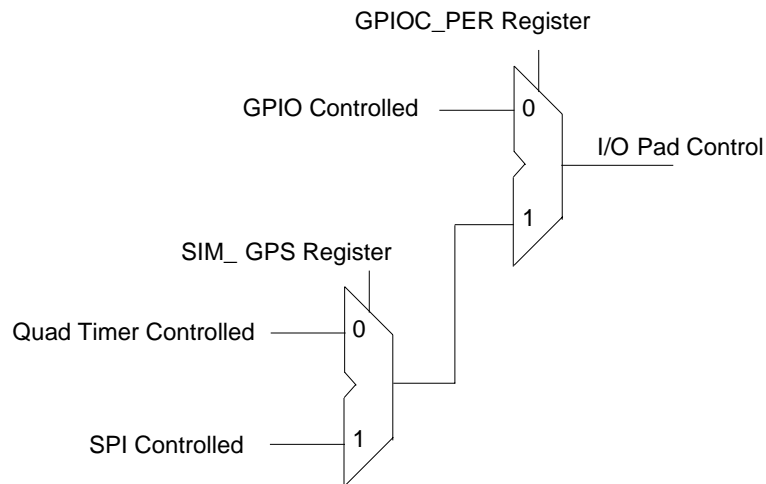 GPIOC_PER Register
GPIO Controlled
0
I/O Pad Control
1
SIM_ GPS Register
Quad Timer Controlled
0
SPI Controlled
1